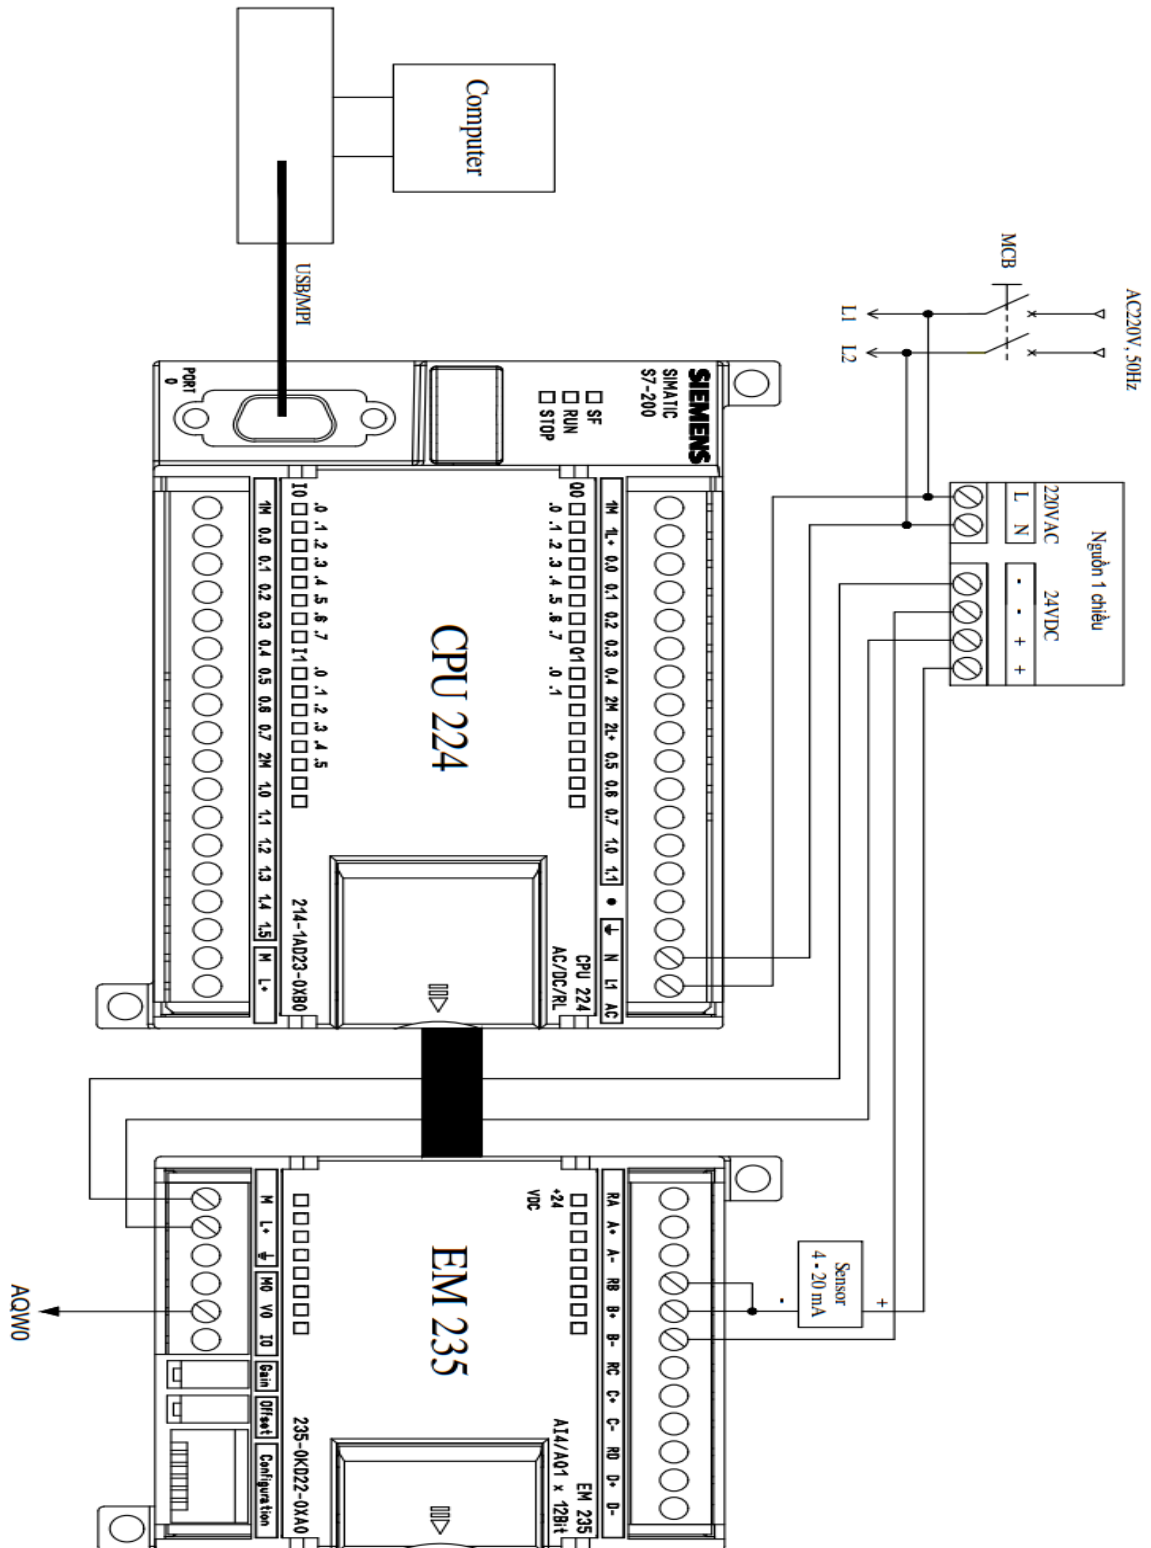 Computer
USB/MPI
AC220V, 50Hz
MCB
L1
L2
Nguồn 1 chiều
220VAC
24VDC
L N
- - + +
SIEMENS
SIMATIC
S7-200
SF
RUN
STOP
PORT
0
1M 1L+ 0.0 0.1 0.2 0.3 0.4 2M 2L+ 0.5 0.6 0.7 1.0 1.1 • N L1 AC
Q0
.0 .1 .2 .3 .4 .5 .6 .7
Q1
.0 .1
CPU 224
CPU 224
AC/DC/RL
I0
.0 .1 .2 .3 .4 .5 .6 .7
I1
.0 .1 .2 .3 .4 .5
214-1AD23-0XB0
1M 0.0 0.1 0.2 0.3 0.4 0.5 0.6 0.7 2M 1.0 1.1 1.2 1.3 1.4 1.5 M L+
Sensor
4 - 20 mA
+
-
RA A+ A- RB B+ B- RC C+ C- RD D+ D-
+24
VDC
EM 235
EM 235
AI4/AQ1 x 12Bit
235-0KD22-0XA0
M L+ M0 V0 I0 Gain Offset Configuration
AQW0